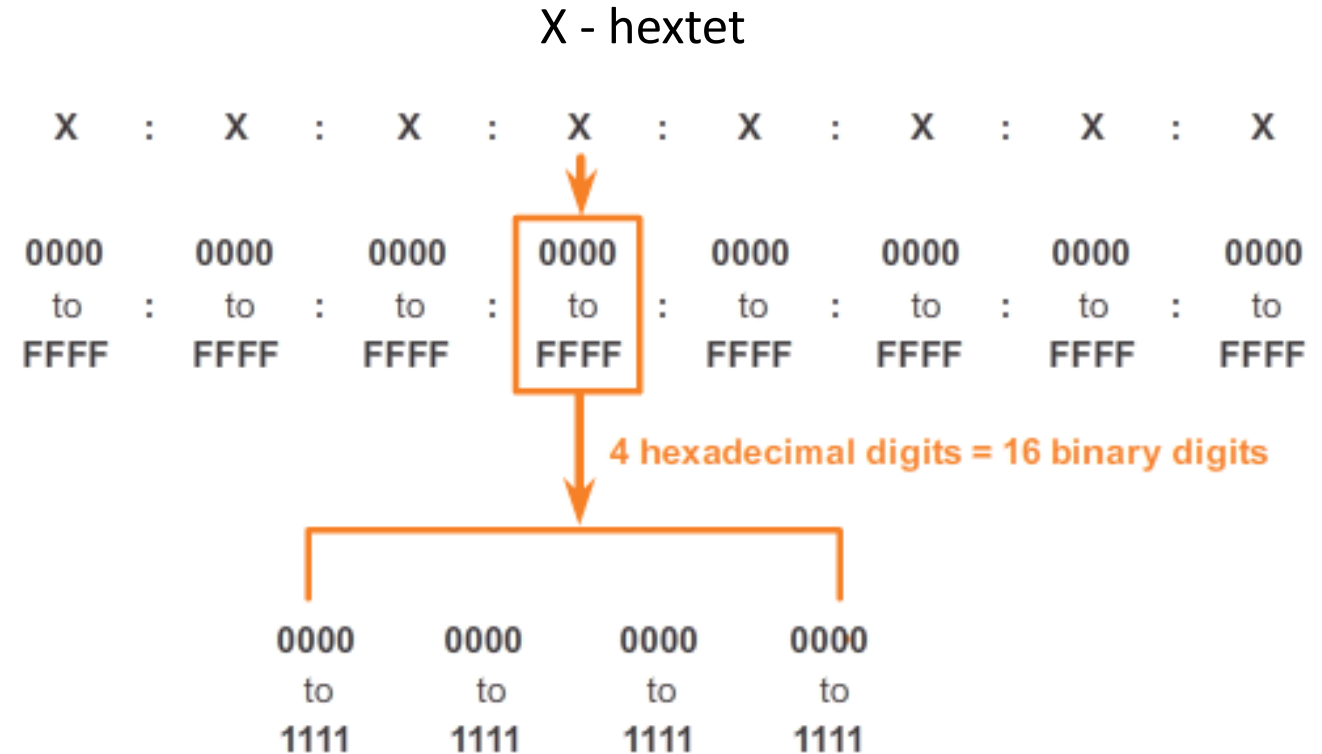 X - hextet
X : X : X : X : X : X : X : X
0000 0000 0000 0000 0000 0000 0000 0000
to : to : to : to : to : to : to : to
FFFF FFFF FFFF FFFF FFFF FFFF FFFF FFFF
4 hexadecimal digits = 16 binary digits
0000 0000 0000 0000
to to to to
1111 1111 1111 1111